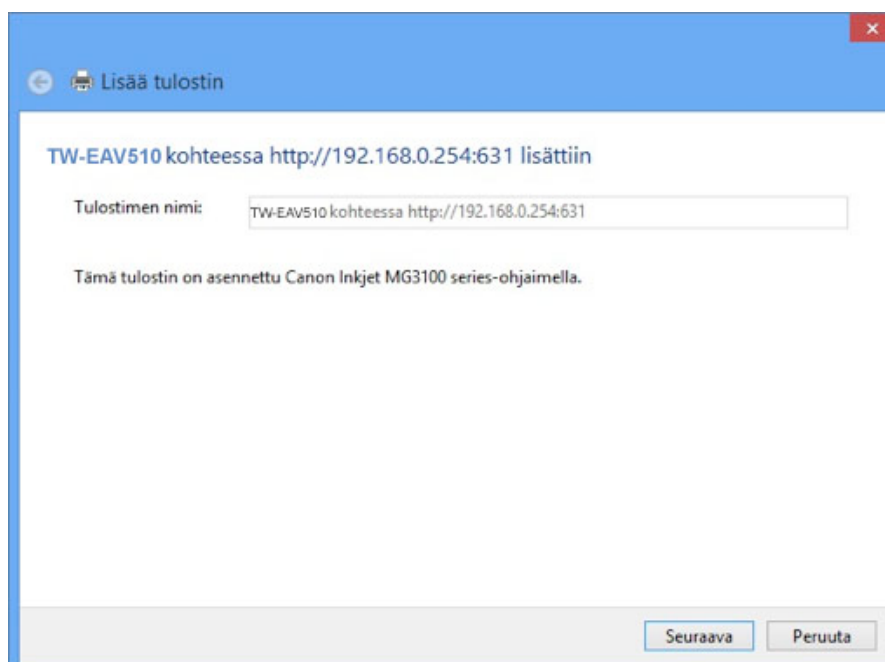 Lisää tulostin
TW-EAV510 kohteessa http://192.168.0.254:631 lisättiin
Tulostimen nimi: TW-EAV510 kohteessa http://192.168.0.254:631
Tämä tulostin on asennettu Canon Inkjet MG3100 series-ohjaimella.
Seuraava Peruuta